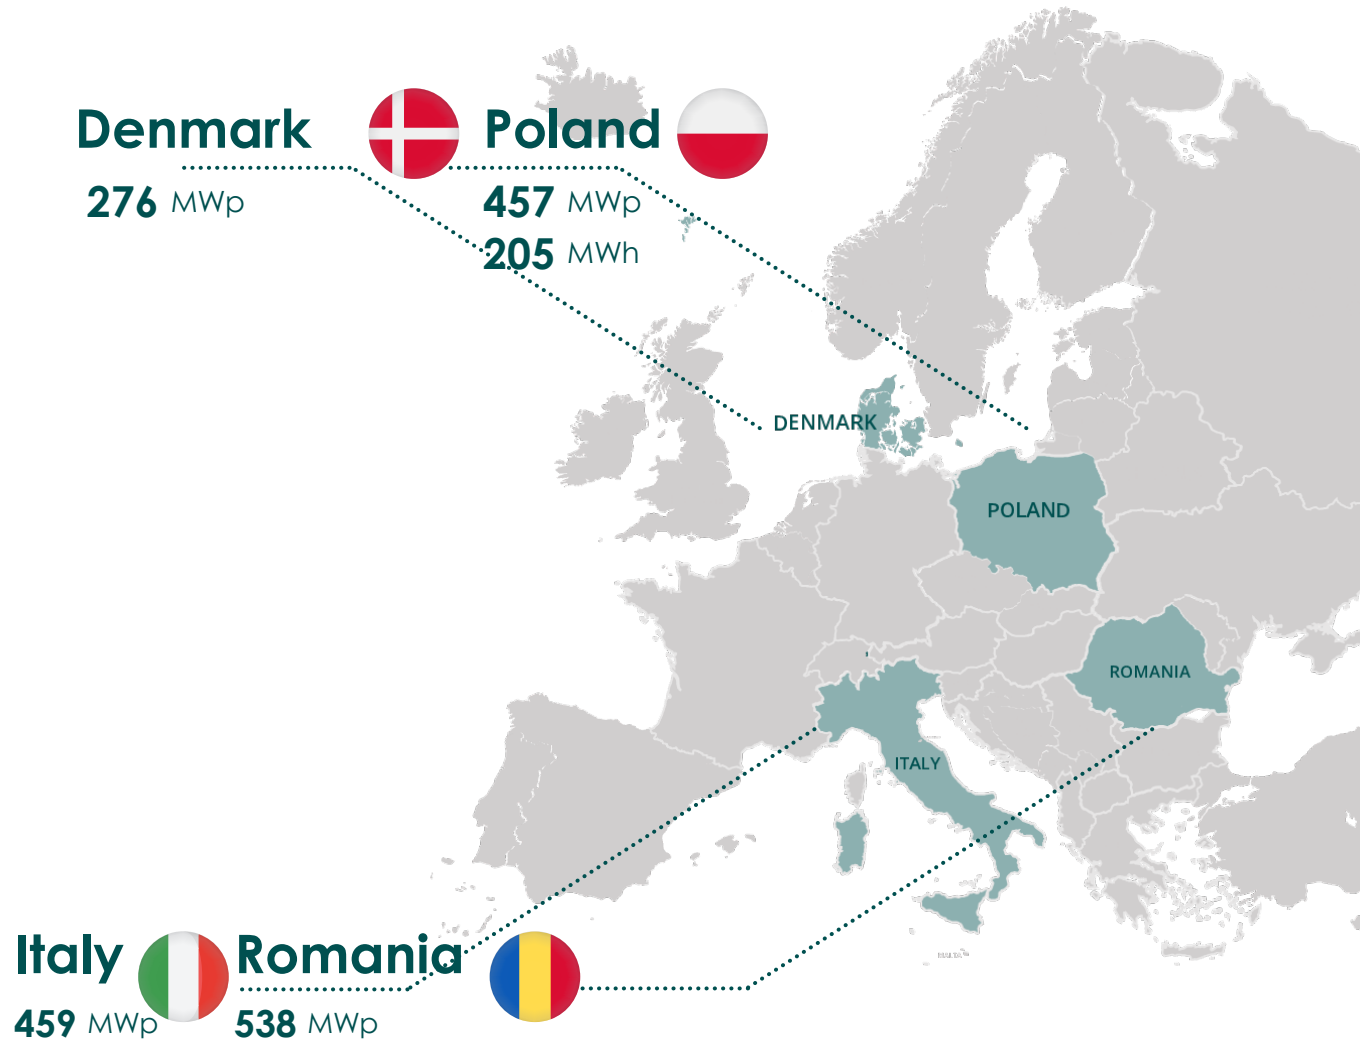 Denmark
276 MWp
Poland
457 MWp
205 MWh
DENMARK
POLAND
ROMANIA
ITALY
Italy
459 MWp
Romania
538 MWp